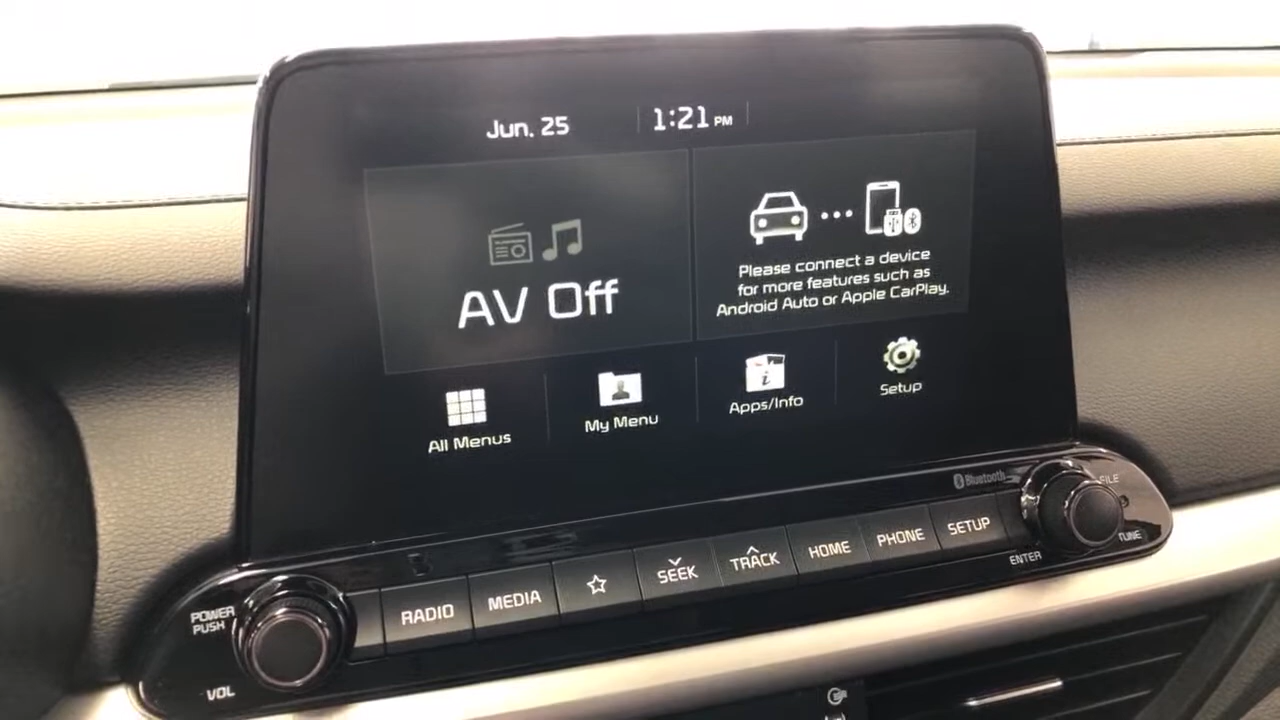 Jun. 25
1:21 PM
AV Off
Please connect a device
for more features such as
Android Auto or Apple CarPlay.
All Menus
My Menu
Apps/Info
Setup
Bluetooth
POWER
PUSH
VOL
RADIO
MEDIA
SEEK
TRACK
HOME
PHONE
SETUP
FILE
TUNE
ENTER